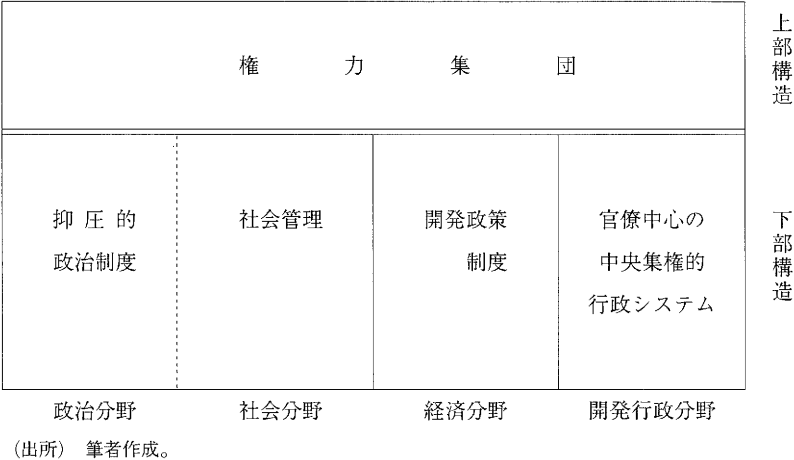 権力集団
上部構造
抑圧的
政治制度
社会管理
開発政策
制度
官僚中心の
中央集権的
行政システム
下部構造
政治分野
社会分野
経済分野
開発行政分野
(出所) 筆者作成。